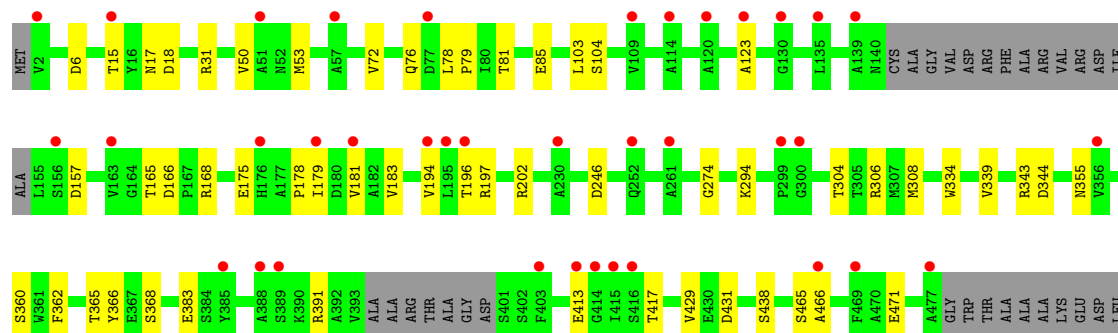 MET V2 D6 T15 Y16 N17 D18 R31 V50 A51 N52 M53 A57 V72 Q76 D77 L78 P79 I80 T81 E85 L103 S104 V109 A114 A120 A123 G130 L135 A139 N140 CYS ALA GLY VAL ASP ARG PHE ALA ARG VAL ARG ASP ILE
ALA L155 S156 D157 V163 G164 T165 D166 P167 R168 E175 H176 A177 P178 I179 D180 V181 A182 V183 V194 L195 T196 R197 R202 A230 D246 Q252 A261 G274 K294 P299 G300 T304 T305 R306 M307 M308 W334 V339 R343 D344 N355 V356
S360 W361 F362 T365 Y366 E367 S368 E383 S384 Y385 A388 S389 K390 R391 A392 V393 ALA ALA ARG THR ALA GLY ASP S401 S402 F403 E413 G414 I415 S416 T417 V429 E430 D431 S438 S465 A466 F469 A470 E471 A477 GLY TRP THR ALA ALA ALA LYS GLU ASP